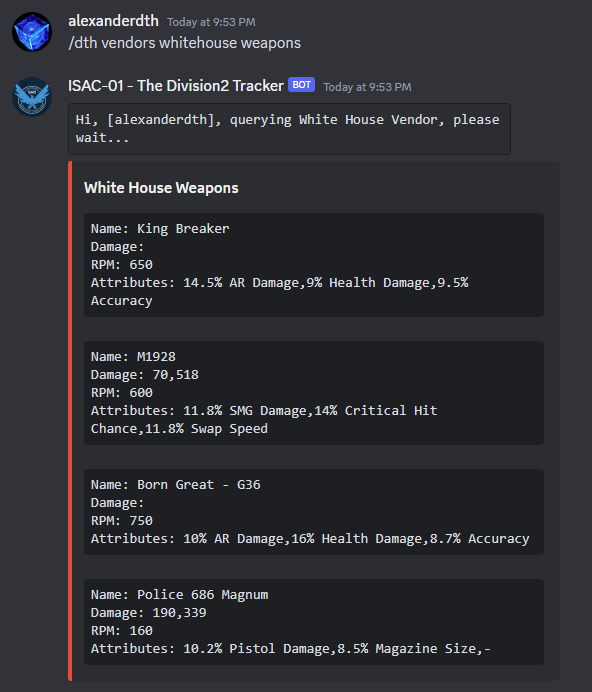 alexanderdth Today at 9:53 PM
/dth vendors whitehouse weapons
ISAC-01 - The Division2 Tracker BOT Today at 9:53 PM
Hi, [alexanderdth], querying White House Vendor, please
wait...
White House Weapons
Name: King Breaker
Damage:
RPM: 650
Attributes: 14.5% AR Damage,9% Health Damage,9.5%
Accuracy
Name: M1928
Damage: 70,518
RPM: 600
Attributes: 11.8% SMG Damage,14% Critical Hit
Chance,11.8% Swap Speed
Name: Born Great - G36
Damage:
RPM: 750
Attributes: 10% AR Damage,16% Health Damage,8.7% Accuracy
Name: Police 686 Magnum
Damage: 190,339
RPM: 160
Attributes: 10.2% Pistol Damage,8.5% Magazine Size,-